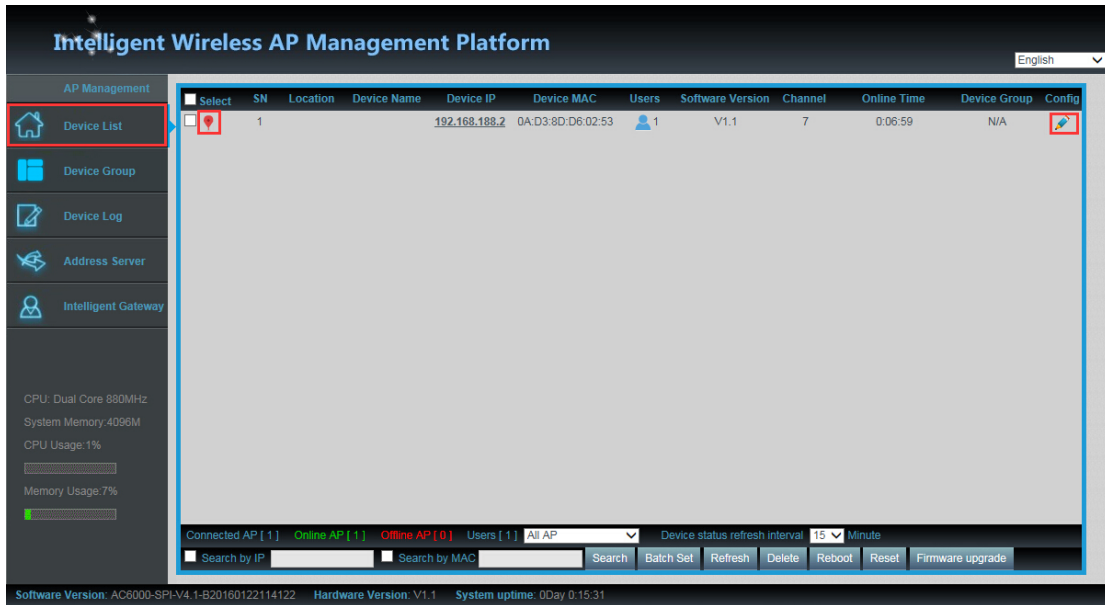 Intelligent Wireless AP Management Platform
English
AP Management
Device List
Device Group
Device Log
Address Server
Intelligent Gateway
CPU: Dual Core 880MHz
System Memory:4096M
CPU Usage:1%
Memory Usage:7%
Select SN Location Device Name Device IP Device MAC Users Software Version Channel Online Time Device Group Config
1 192.168.188.2 0A:D3:8D:D6:02:53 1 V1.1 7 0:06:59 N/A
Connected AP [ 1 ] Online AP [ 1 ] Offline AP [ 0 ] Users [ 1 ] All AP Device status refresh interval 15 Minute
Search by IP Search by MAC Search Batch Set Refresh Delete Reboot Reset Firmware upgrade
Software Version: AC6000-SPI-V4.1-B20160122114122 Hardware Version: V1.1 System uptime: 0Day 0:15:31